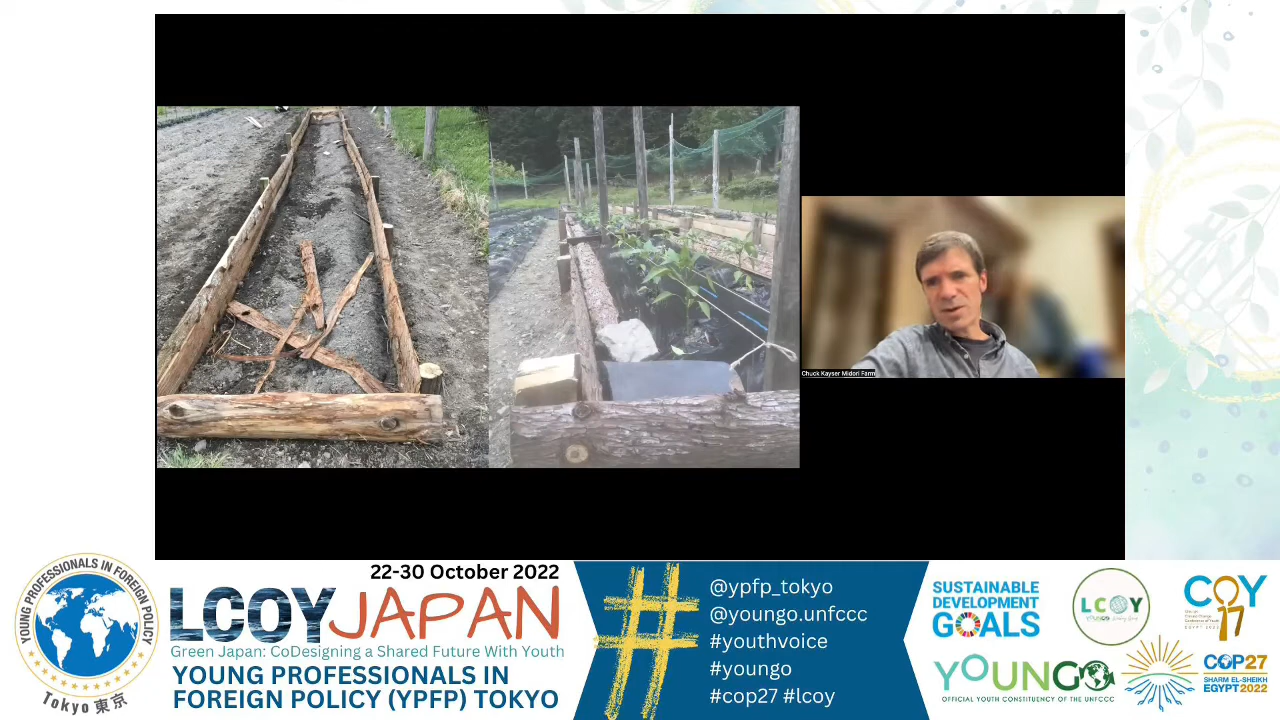 Chuck Kayser Midori Farm
22-30 October 2022
YOUNG PROFESSIONALS IN FOREIGN POLICY
Tokyo 東京
LCOY JAPAN
Green Japan: CoDesigning a Shared Future With Youth
YOUNG PROFESSIONALS IN
FOREIGN POLICY (YPFP) TOKYO
#
@ypfp_tokyo
@youngo.unfccc
#youthvoice
#youngo
#cop27 #lcoy
SUSTAINABLE
DEVELOPMENT
GOALS
LCOY
COY
17
YOUNGO
OFFICIAL YOUTH CONSTITUENCY OF THE UNFCCC
COP27
SHARM EL-SHEIKH
EGYPT2022